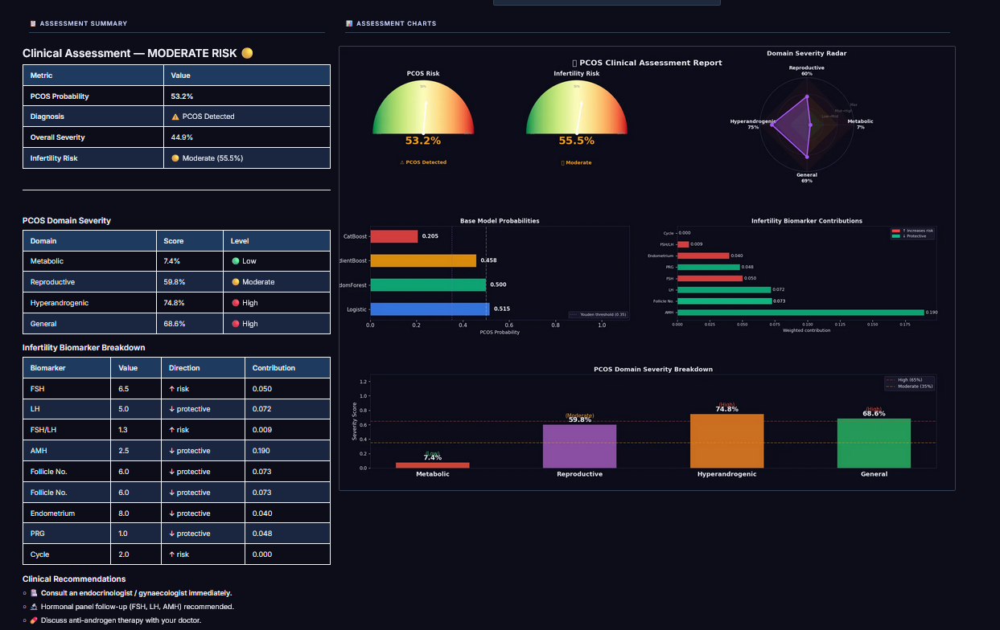 ASSESSMENT SUMMARY
Clinical Assessment — MODERATE RISK
Metric Value
PCOS Probability 53.2%
Diagnosis ⚠ PCOS Detected
Overall Severity 44.9%
Infertility Risk Moderate (55.5%)
PCOS Domain Severity
Domain Score Level
Metabolic 7.4% Low
Reproductive 59.8% Moderate
Hyperandrogenic 74.8% High
General 68.6% High
Infertility Biomarker Breakdown
Biomarker Value Direction Contribution
FSH 6.5 ↑ risk 0.050
LH 5.0 ↓ protective 0.072
FSH/LH 1.3 ↑ risk 0.009
AMH 2.5 ↓ protective 0.190
Follicle No. 6.0 ↓ protective 0.073
Follicle No. 6.0 ↓ protective 0.073
Endometrium 8.0 ↓ protective 0.040
PRG 1.0 ↓ protective 0.048
Cycle 2.0 ↑ risk 0.000
Clinical Recommendations
Consult an endocrinologist / gynaecologist immediately.
Hormonal panel follow-up (FSH, LH, AMH) recommended.
Discuss anti-androgen therapy with your doctor.
ASSESSMENT CHARTS
PCOS Clinical Assessment Report
PCOS Risk
50%
53.2%
⚠ PCOS Detected
Infertility Risk
50%
55.5%
Moderate
Domain Severity Radar
Reproductive
60%
Hyperandrogenic
75%
Metabolic
7%
General
69%
Base Model Probabilities
CatBoost 0.205
dientBoost 0.458
domForest 0.500
Logistic 0.515
Youden threshold (0.35)
0.0 0.2 0.4 0.6 0.8 1.0
PCOS Probability
Infertility Biomarker Contributions
↑ Increases risk
↓ Protective
Cycle 0.000
FSH/LH 0.009
Endometrium 0.040
PRG 0.048
FSH 0.050
LH 0.072
Follicle No. 0.073
AMH 0.190
0.000 0.025 0.050 0.075 0.100 0.125 0.150 0.175
Weighted contribution
PCOS Domain Severity Breakdown
High (65%)
Moderate (35%)
Severity Score
1.2
1.0
0.8
0.6
0.4
0.2
0.0
(Low)
7.4%
(Moderate)
59.8%
(High)
74.8%
(High)
68.6%
Metabolic Reproductive Hyperandrogenic General